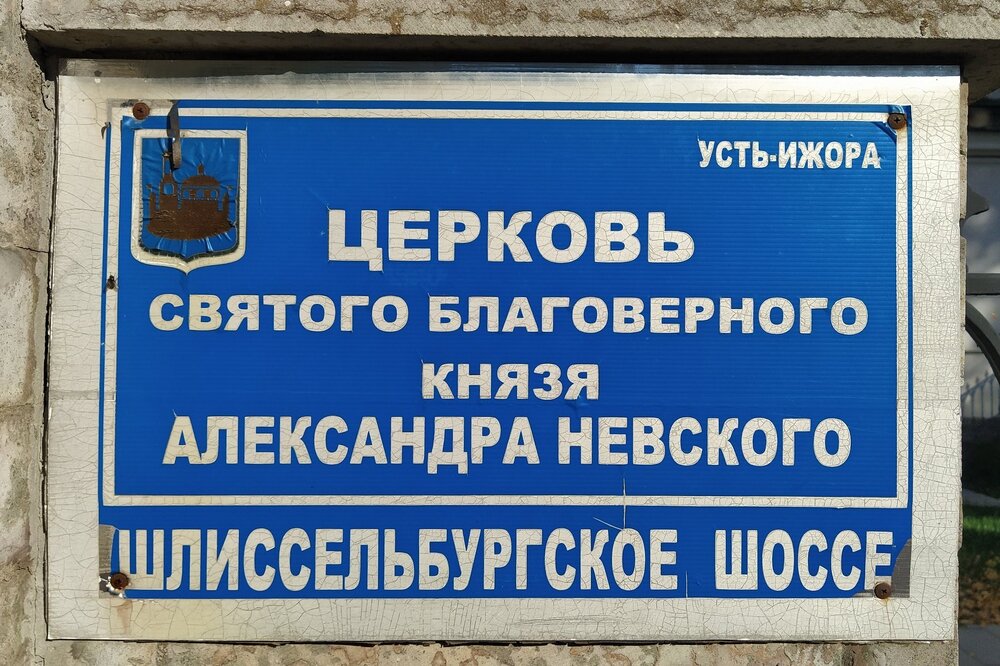 УСТЬ-ИЖОРА
ЦЕРКОВЬ
СВЯТОГО БЛАГОВЕРНОГО
КНЯЗЯ
АЛЕКСАНДРА НЕВСКОГО
ШЛИССЕЛЬБУРГСКОЕ ШОССЕ